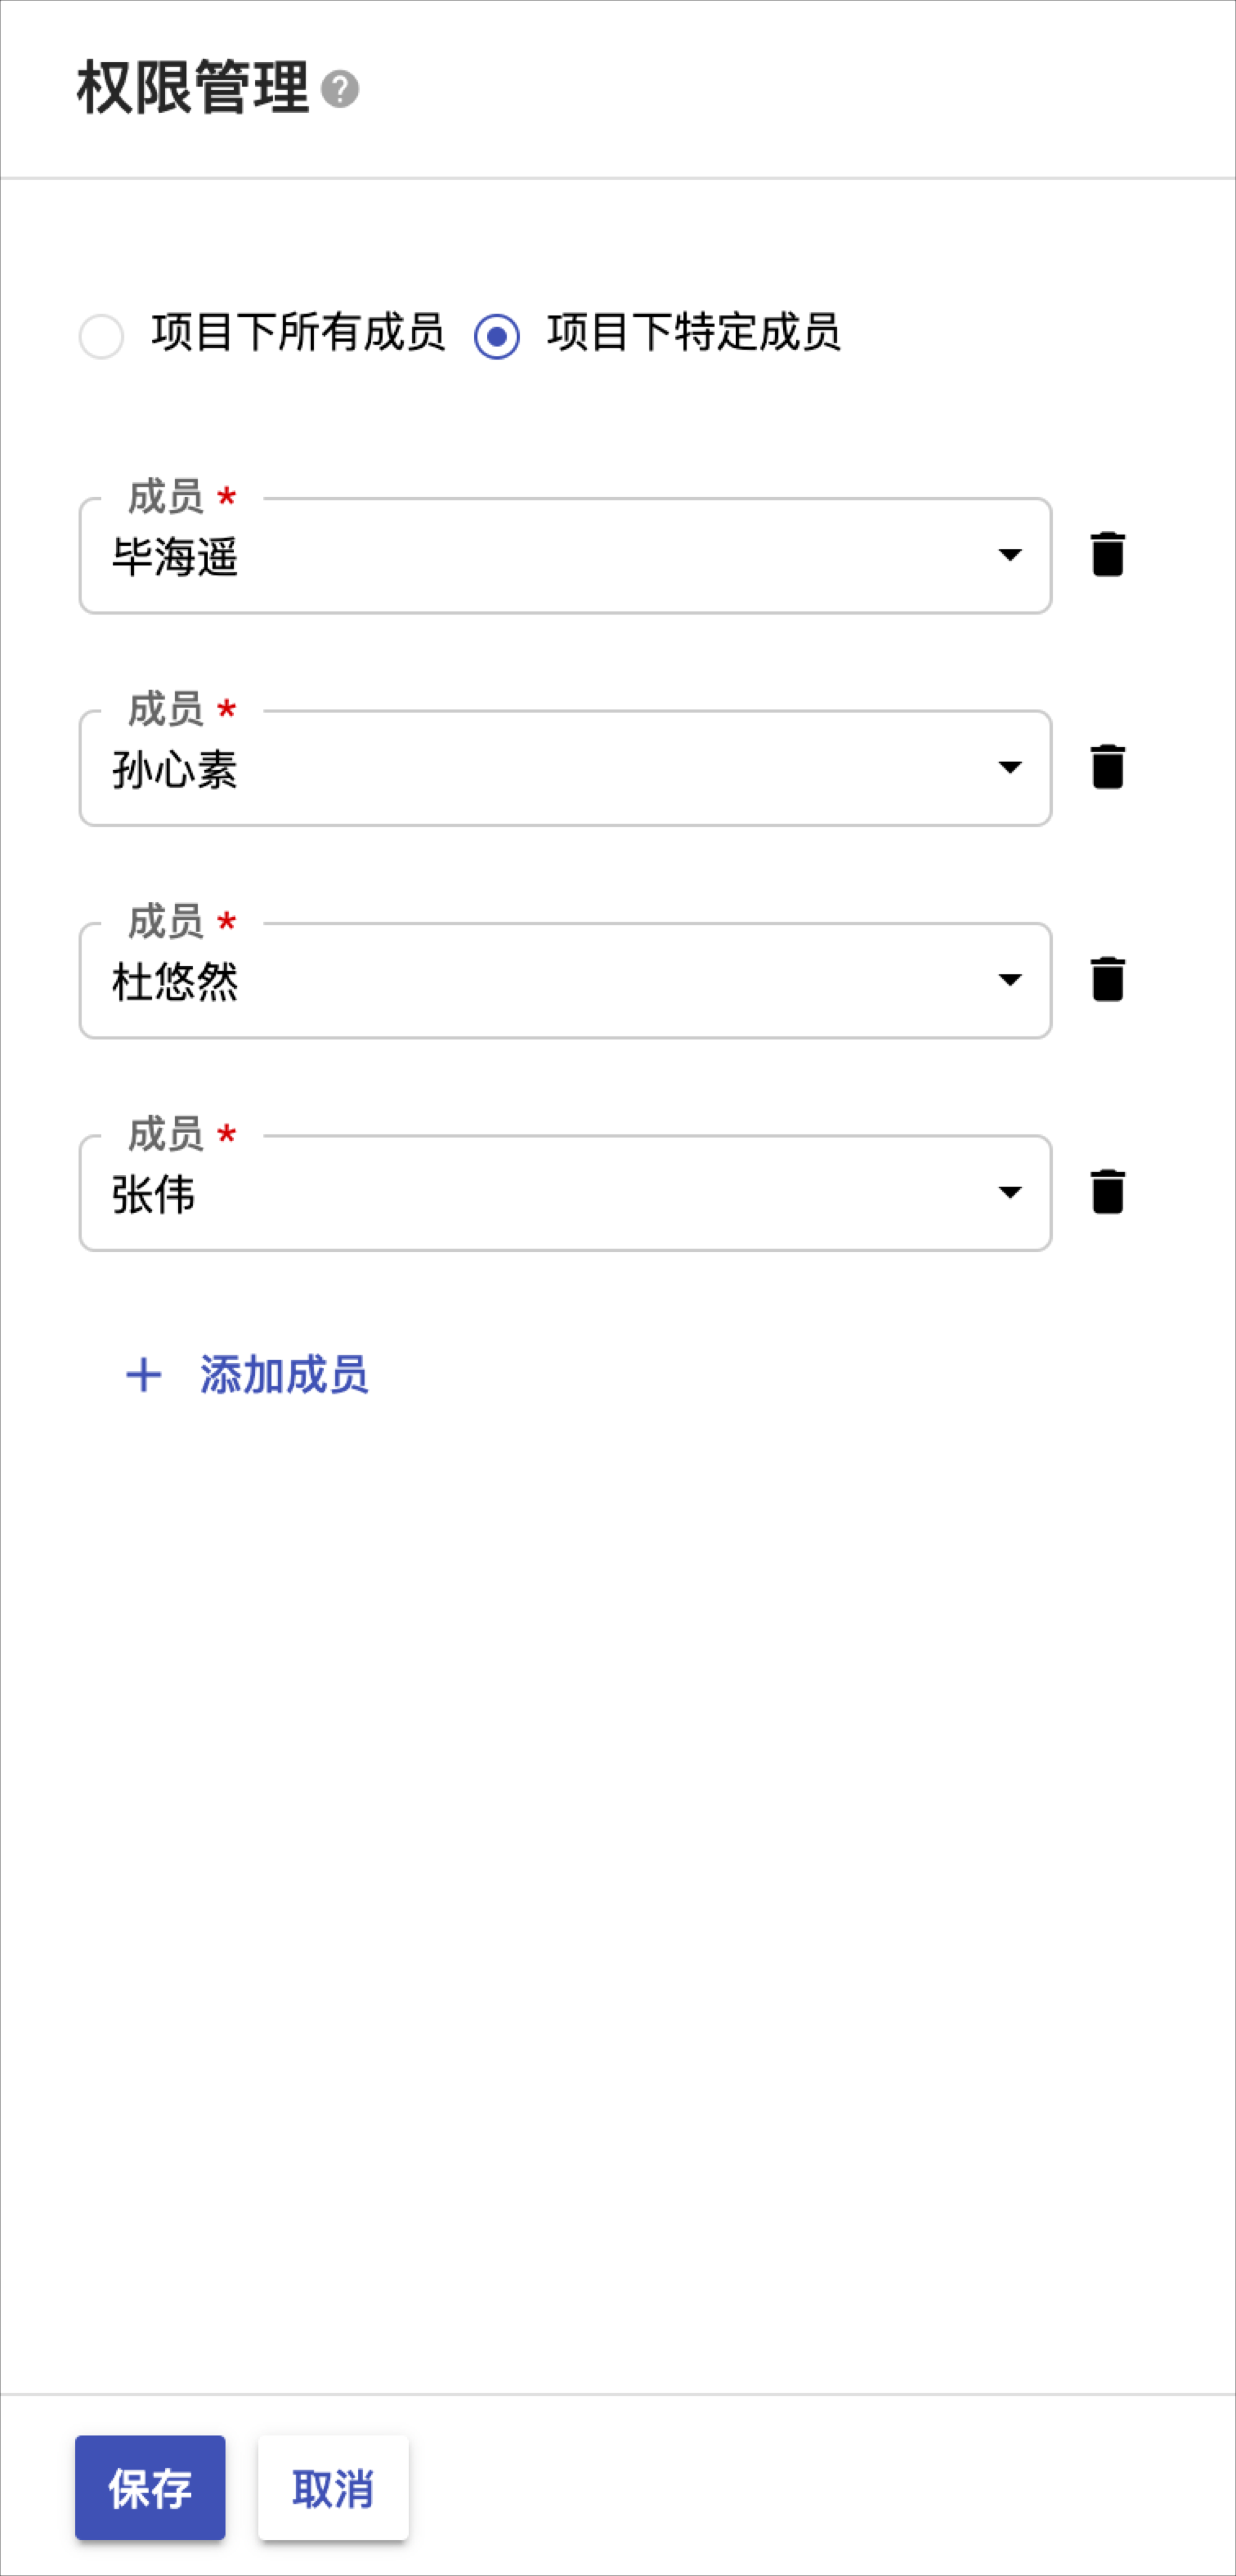 权限管理 ?
项目下所有成员 项目下特定成员
成员 *
毕海遥
成员 *
孙心素
成员 *
杜悠然
成员 *
张伟
+ 添加成员
保存 取消